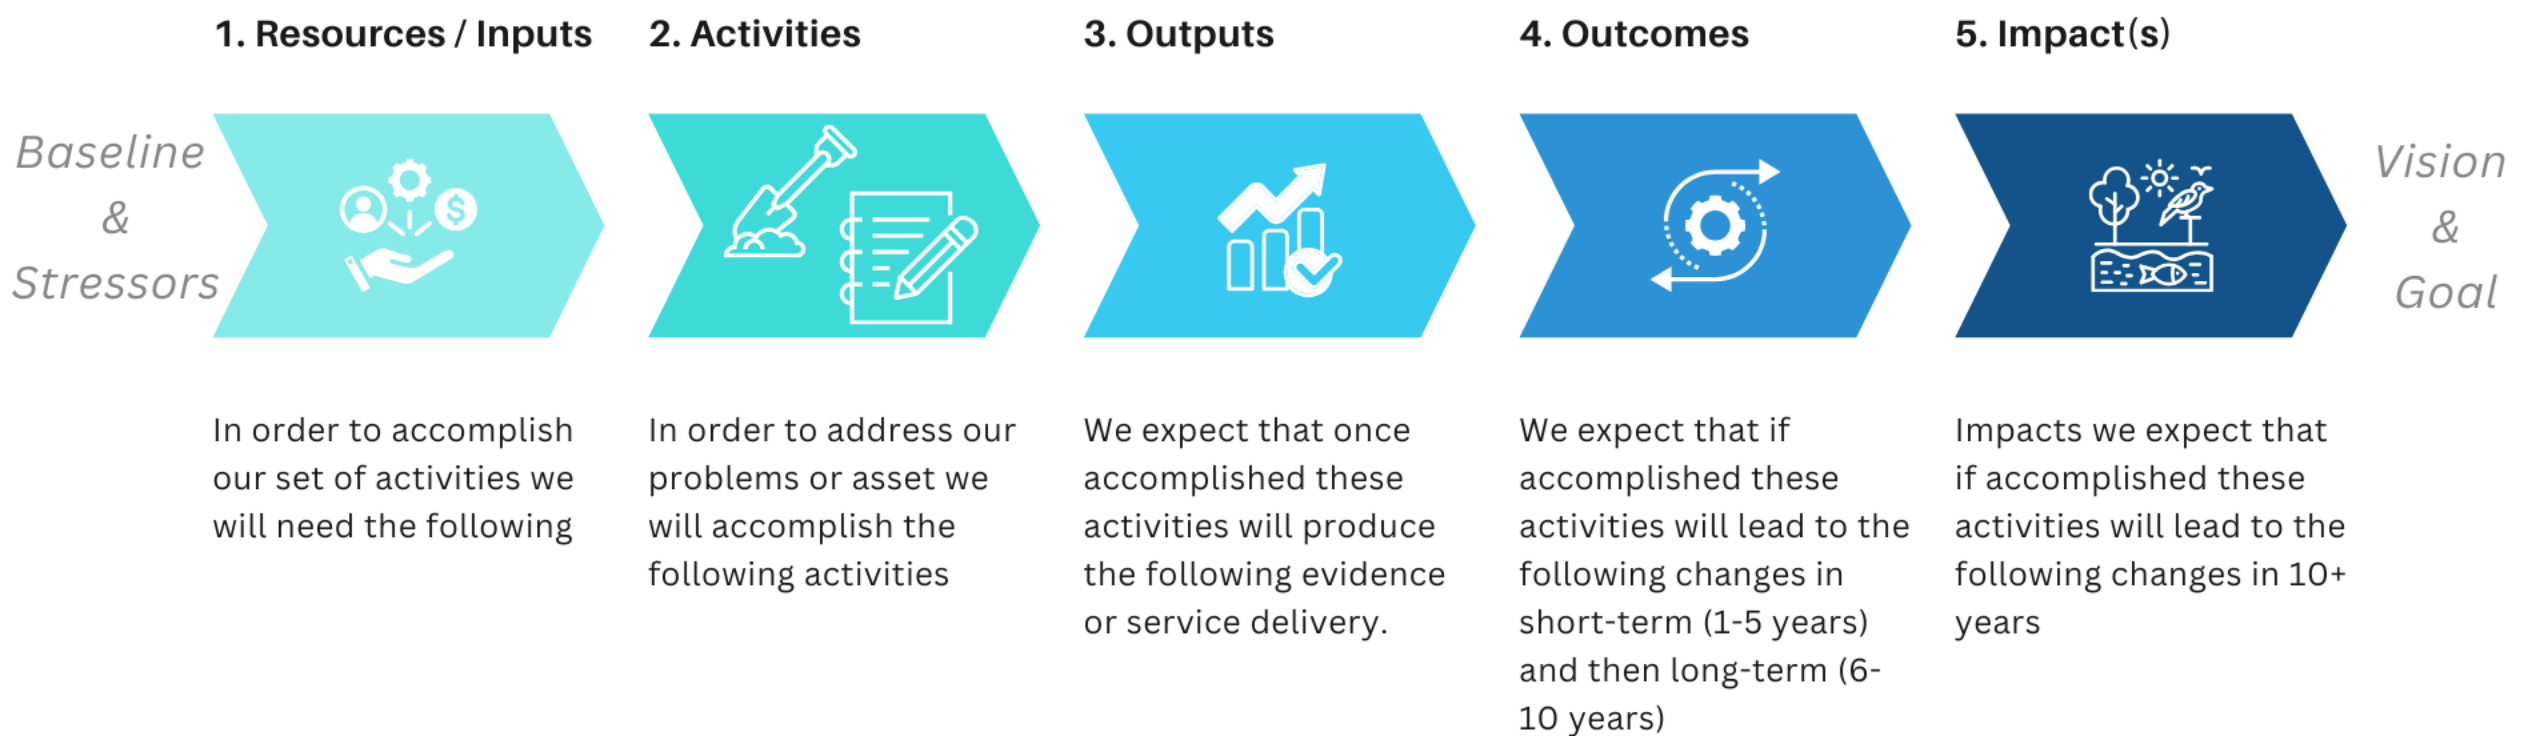 1. Resources / Inputs
2. Activities
3. Outputs
4. Outcomes
5. Impact(s)
Baseline
&
Stressors
$
Vision
&
Goal
In order to accomplish
our set of activities we
will need the following
In order to address our
problems or asset we
will accomplish the
following activities
We expect that once
accomplished these
activities will produce
the following evidence
or service delivery.
We expect that if
accomplished these
activities will lead to the
following changes in
short-term (1-5 years)
and then long-term (6-
10 years)
Impacts we expect that
if accomplished these
activities will lead to the
following changes in 10+
years